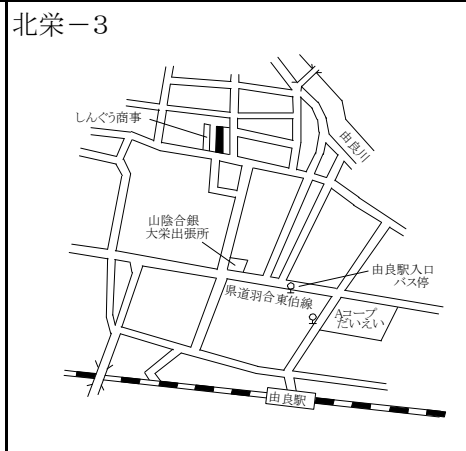 北栄－3
しんぐう商事
由良川
山陰合銀
大栄出張所
由良駅入口
バス停
県道羽合東伯線
Aコープ
だいえい
由良駅